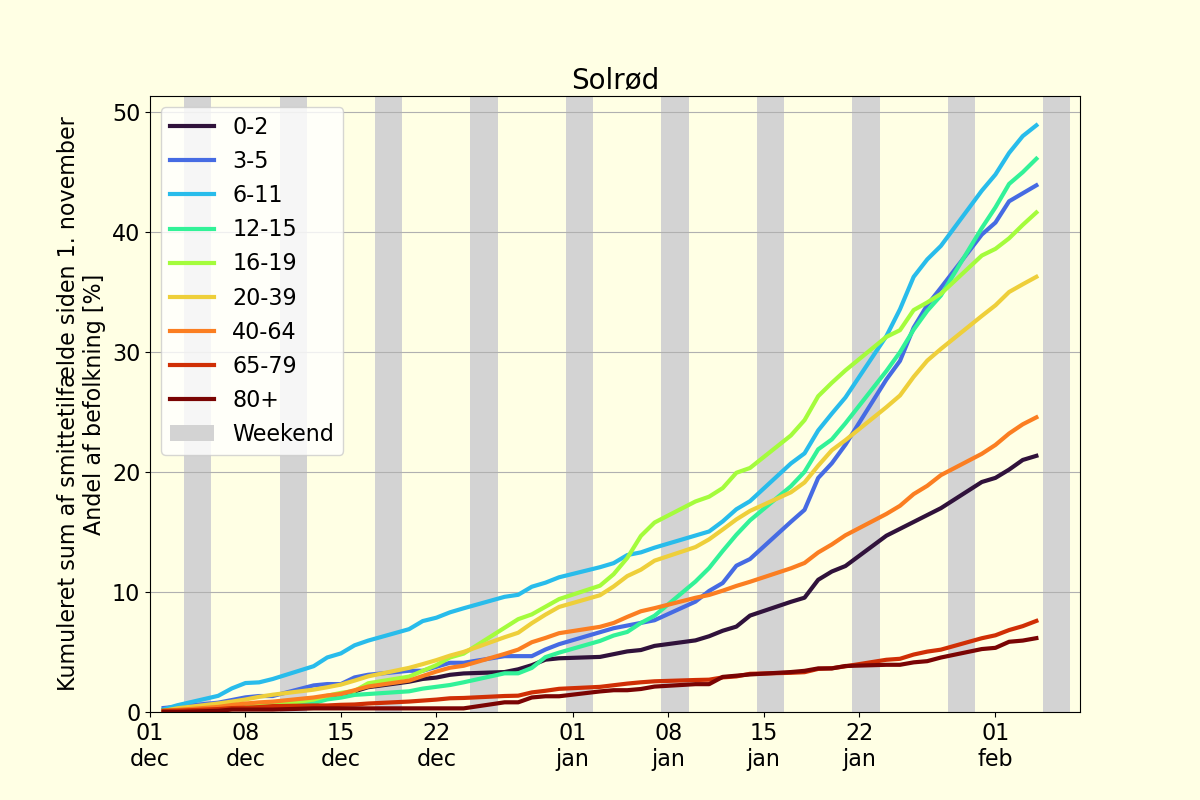 Solrød
Kumuleret sum af smittetilfælde siden 1. november
Andel af befolkning [%]
50
40
30
20
10
0
0-2
3-5
6-11
12-15
16-19
20-39
40-64
65-79
80+
Weekend
01 08 15 22 01 08 15 22 01
dec dec dec dec jan jan jan jan feb